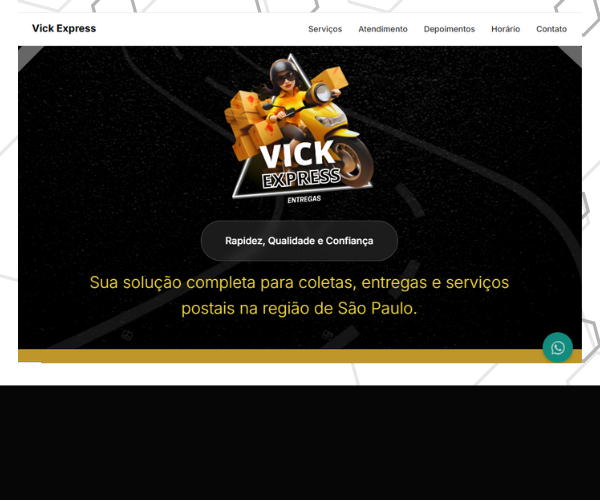 Vick Express
Serviços Atendimento Depoimentos Horário Contato
VICK
EXPRESS
ENTREGAS
Rapidez, Qualidade e Confiança
Sua solução completa para coletas, entregas e serviços
postais na região de São Paulo.